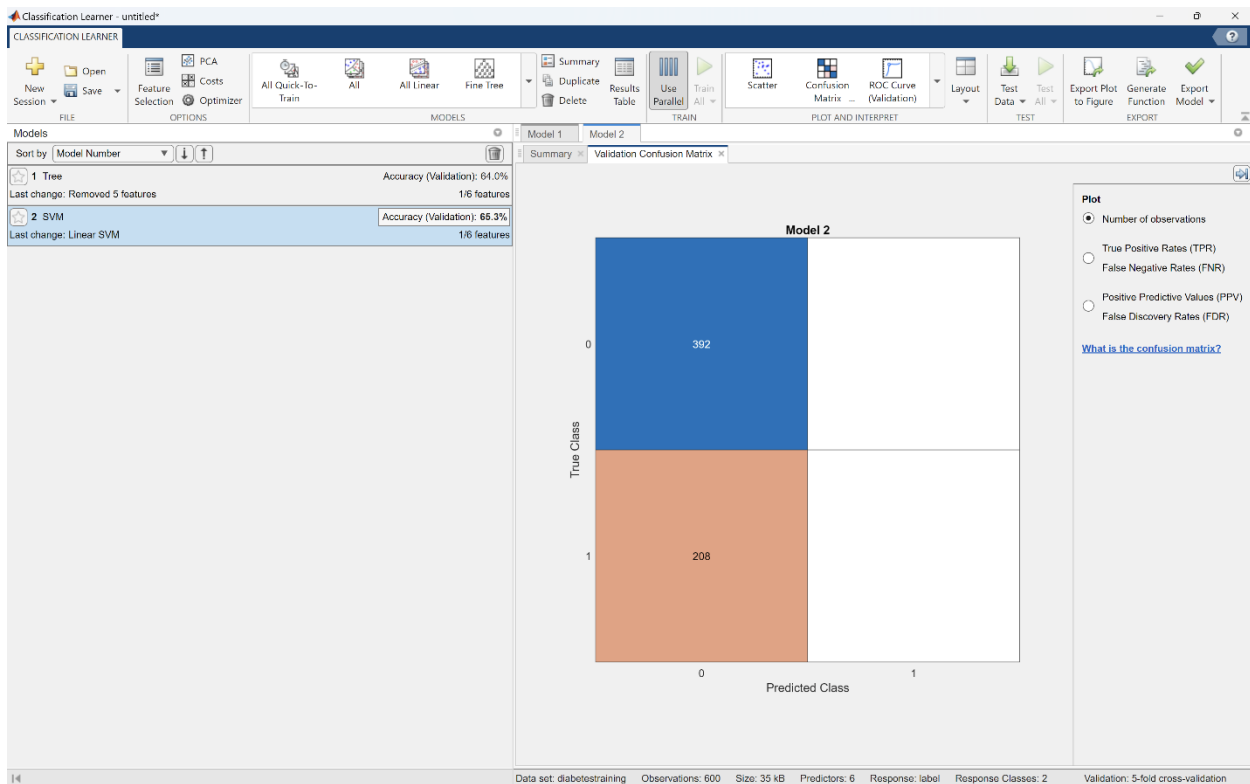 Classification Learner - untitled*
CLASSIFICATION LEARNER
?
New Session
Open
Save
FILE
Feature Selection
PCA
Costs
Optimizer
OPTIONS
All Quick-To-Train
All
All Linear
Fine Tree
Summary
Duplicate
Delete
MODELS
Results Table
Use Parallel
Train All
TRAIN
Scatter
Confusion Matrix ...
ROC Curve (Validation)
PLOT AND INTERPRET
Layout
Test Data
Test All
TEST
Export Plot to Figure
Generate Function
Export Model
EXPORT
Models
Sort by Model Number
1 Tree Accuracy (Validation): 64.0%
Last change: Removed 5 features 1/6 features
2 SVM Accuracy (Validation): 65.3%
Last change: Linear SVM 1/6 features
Model 1 Model 2
Summary Validation Confusion Matrix
Model 2
0 392
1 208
True Class
0 1
Predicted Class
Plot
Number of observations
True Positive Rates (TPR)
False Negative Rates (FNR)
Positive Predictive Values (PPV)
False Discovery Rates (FDR)
What is the confusion matrix?
Data set: diabetestraining Observations: 600 Size: 35 kB Predictors: 6 Response: label Response Classes: 2 Validation: 5-fold cross-validation